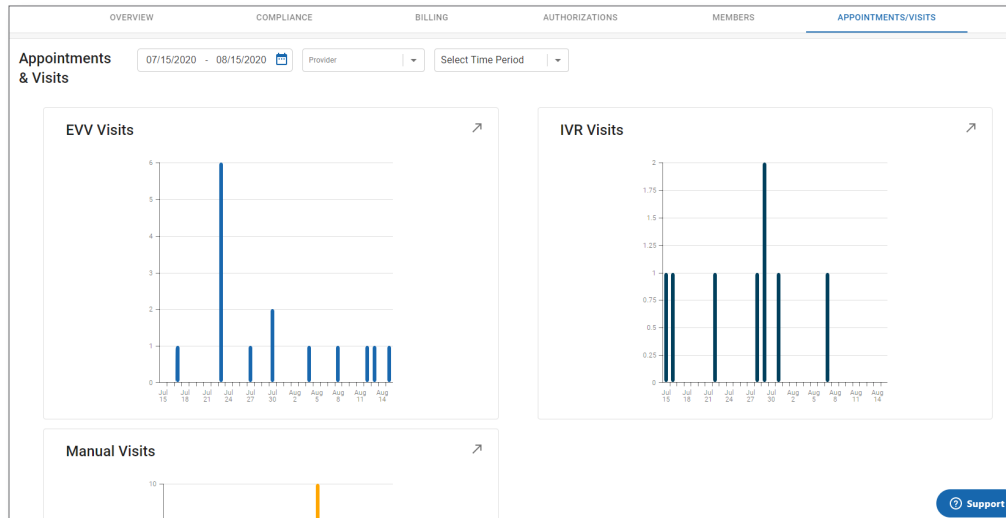 OVERVIEW COMPLIANCE BILLING AUTHORIZATIONS MEMBERS APPOINTMENTS/VISITS
Appointments
& Visits
07/15/2020 - 08/15/2020 Provider Select Time Period
EVV Visits
6
5
4
3
2
1
0
Jul Jul Jul Jul Jul Jul Aug Aug Aug Aug Aug
15 18 21 24 27 30 2 5 8 11 14
IVR Visits
2
1.75
1.5
1.25
1
0.75
0.5
0.25
0
Jul Jul Jul Jul Jul Jul Aug Aug Aug Aug Aug
15 18 21 24 27 30 2 5 8 11 14
Manual Visits
10
Support